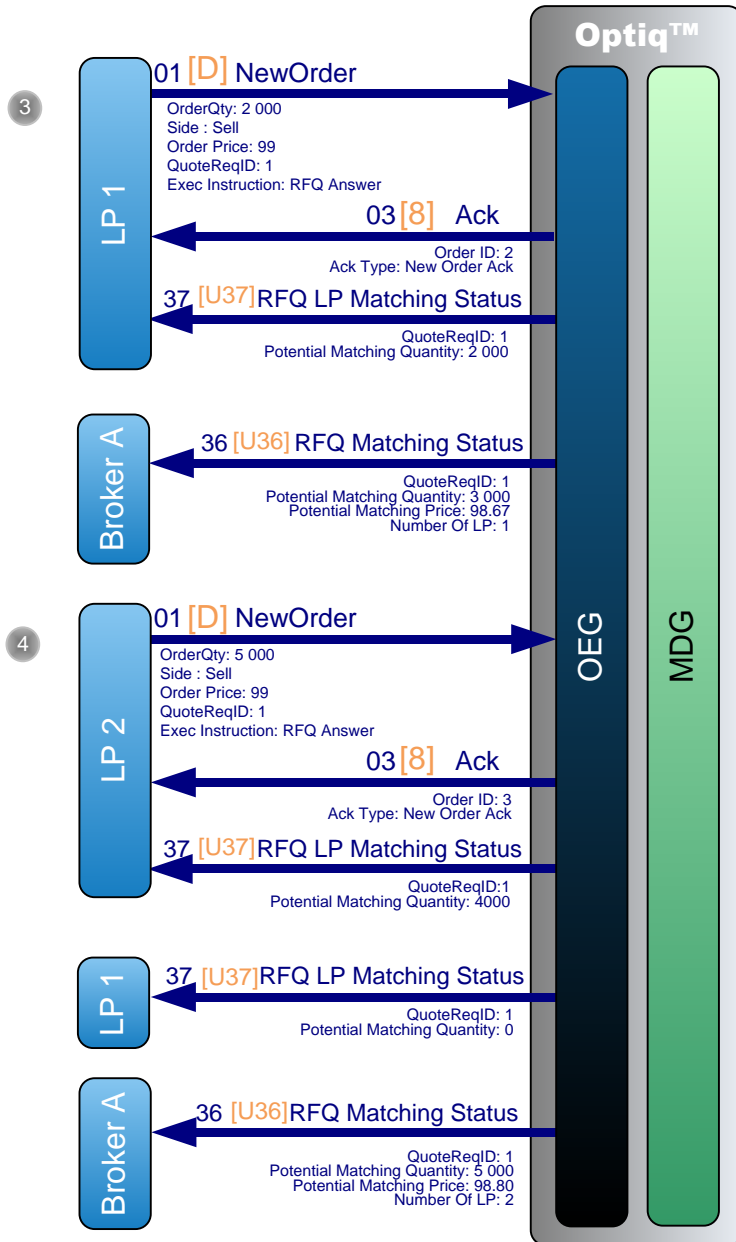 Optiq™
3
LP 1
01 [D] NewOrder
OrderQty: 2 000
Side : Sell
Order Price: 99
QuoteReqID: 1
Exec Instruction: RFQ Answer
03 [8] Ack
Order ID: 2
Ack Type: New Order Ack
37 [U37] RFQ LP Matching Status
QuoteReqID: 1
Potential Matching Quantity: 2 000
Broker A
36 [U36] RFQ Matching Status
QuoteReqID: 1
Potential Matching Quantity: 3 000
Potential Matching Price: 98.67
Number Of LP: 1
OEG
MDG
4
LP 2
01 [D] NewOrder
OrderQty: 5 000
Side : Sell
Order Price: 99
QuoteReqID: 1
Exec Instruction: RFQ Answer
03 [8] Ack
Order ID: 3
Ack Type: New Order Ack
37 [U37] RFQ LP Matching Status
QuoteReqID:1
Potential Matching Quantity: 4000
LP 1
37 [U37] RFQ LP Matching Status
QuoteReqID: 1
Potential Matching Quantity: 0
Broker A
36 [U36] RFQ Matching Status
QuoteReqID: 1
Potential Matching Quantity: 5 000
Potential Matching Price: 98.80
Number Of LP: 2